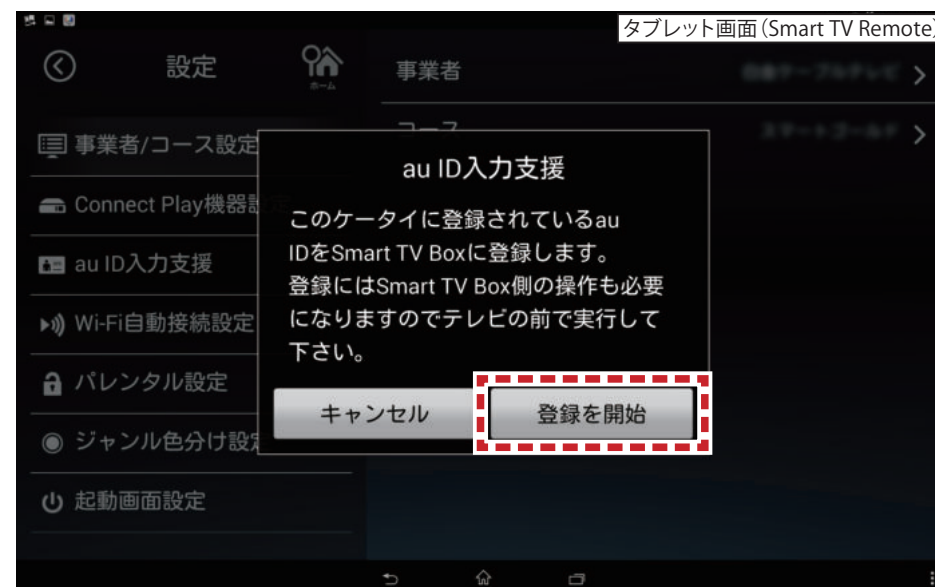 タブレット画面（Smart TV Remote）
設定
ホーム
事業者
事業者/コース設定
コース
Connect Play機器設定
au ID入力支援
Wi-Fi自動接続設定
パレンタル設定
ジャンル色分け設定
起動画面設定
au ID入力支援
このケータイに登録されているau
IDをSmart TV Boxに登録します。
登録にはSmart TV Box側の操作も必要
になりますのでテレビの前で実行して
下さい。
キャンセル
登録を開始